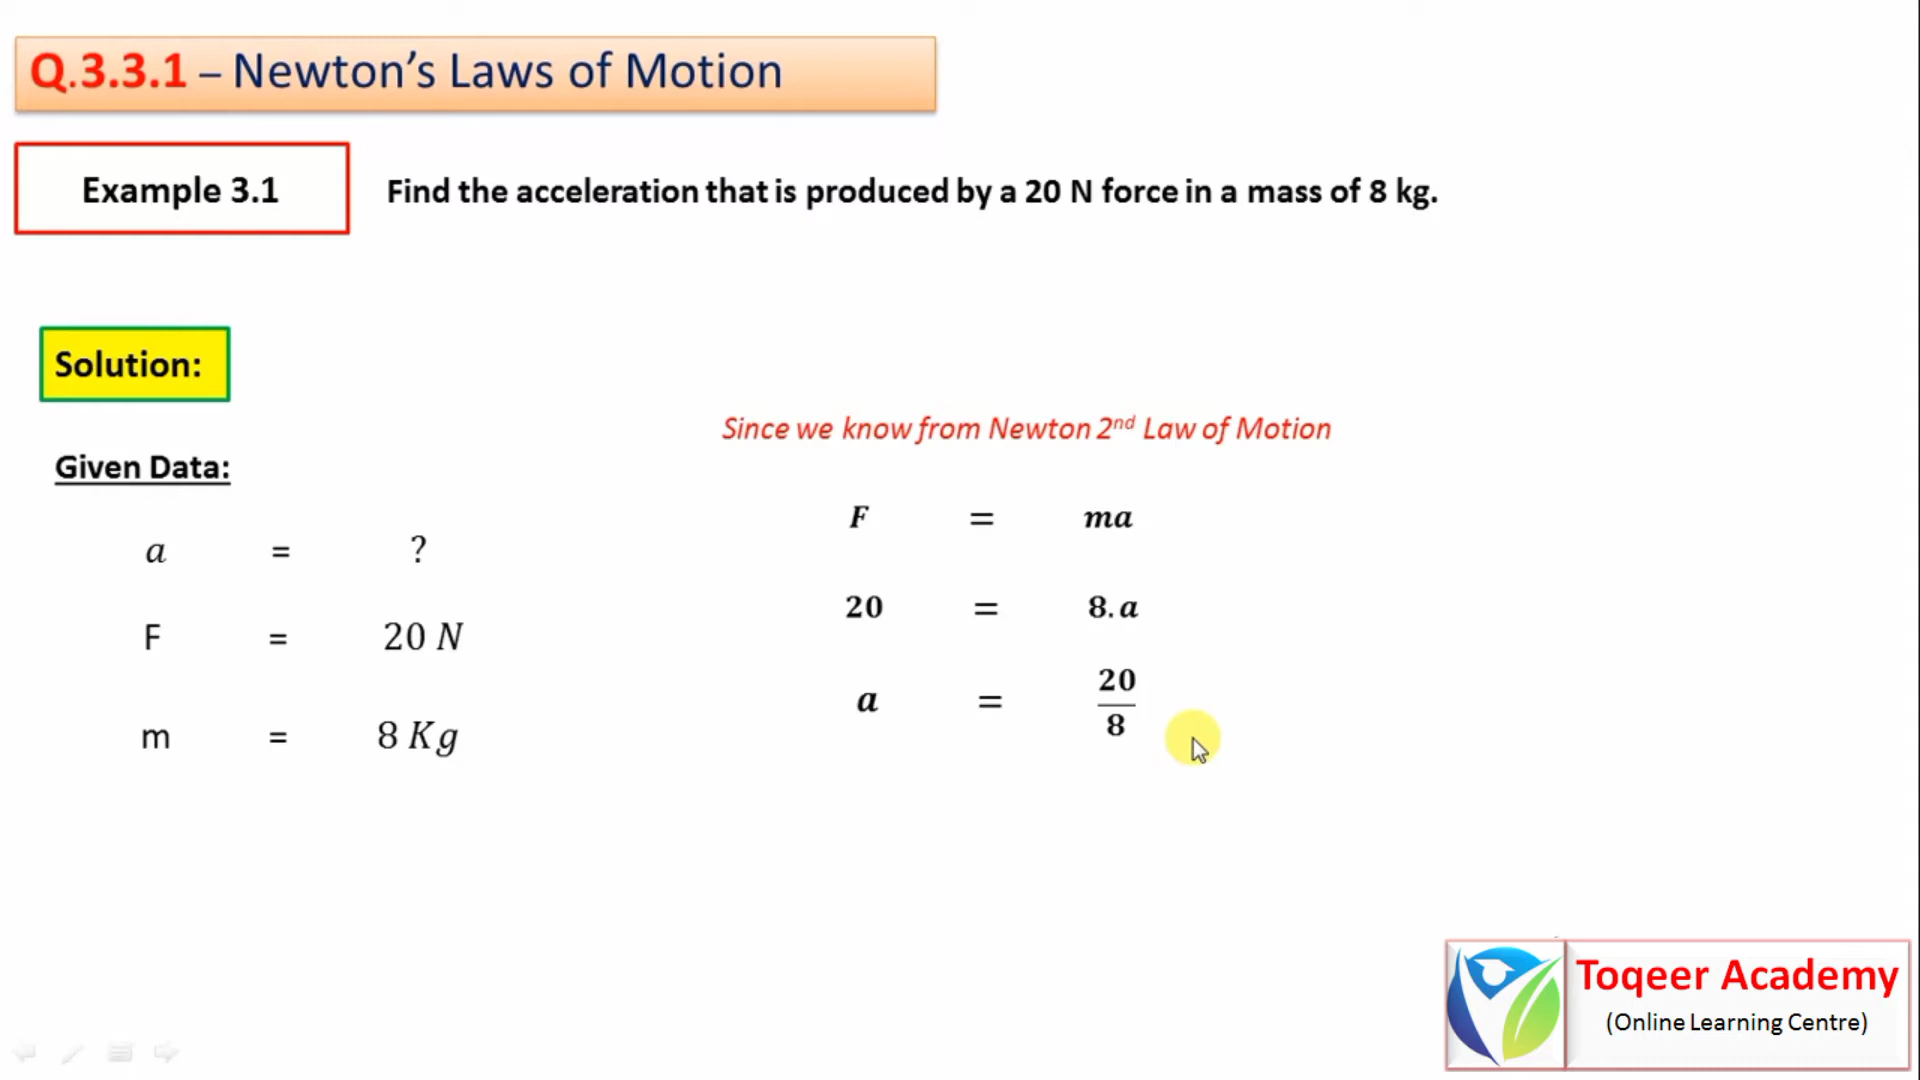 Q.3.3.1 – Newton’s Laws of Motion
Example 3.1
Find the acceleration that is produced by a 20 N force in a mass of 8 kg.
Solution:
Given Data:
a = ?
F = 20 N
m = 8 Kg
Since we know from Newton 2nd Law of Motion
F = ma
20 = 8. a
a = 20/8
Toqeer Academy
(Online Learning Centre)